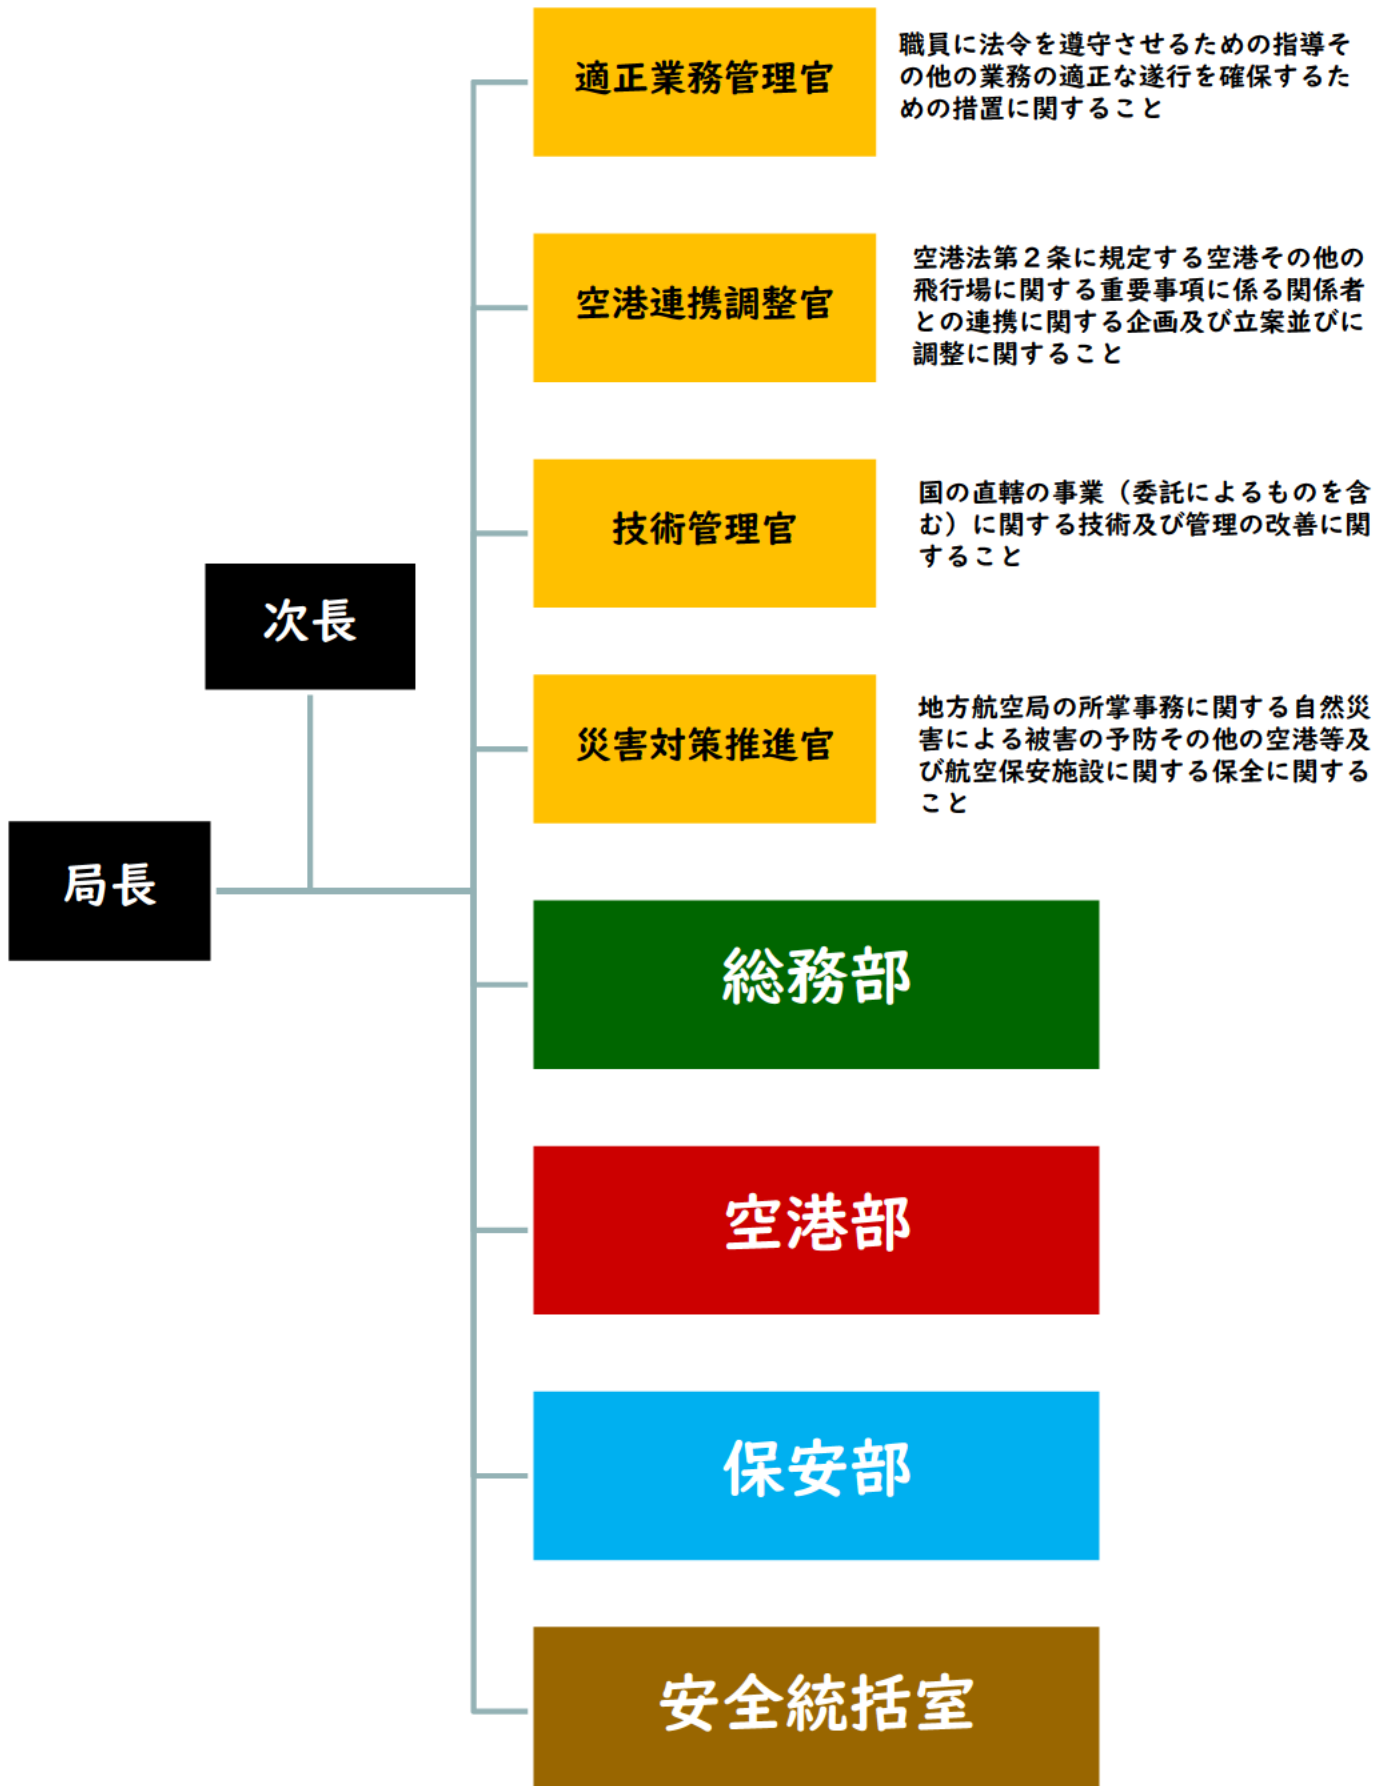 適正業務管理官
職員に法令を遵守させるための指導そ
の他の業務の適正な遂行を確保するた
めの措置に関すること
空港連携調整官
空港法第２条に規定する空港その他の
飛行場に関する重要事項に係る関係者
との連携に関する企画及び立案並びに
調整に関すること
技術管理官
国の直轄の事業（委託によるものを含
む）に関する技術及び管理の改善に関
すること
次長
災害対策推進官
地方航空局の所掌事務に関する自然災
害による被害の予防その他の空港等及
び航空保安施設に関する保全に関する
こと
局長
総務部
空港部
保安部
安全統括室